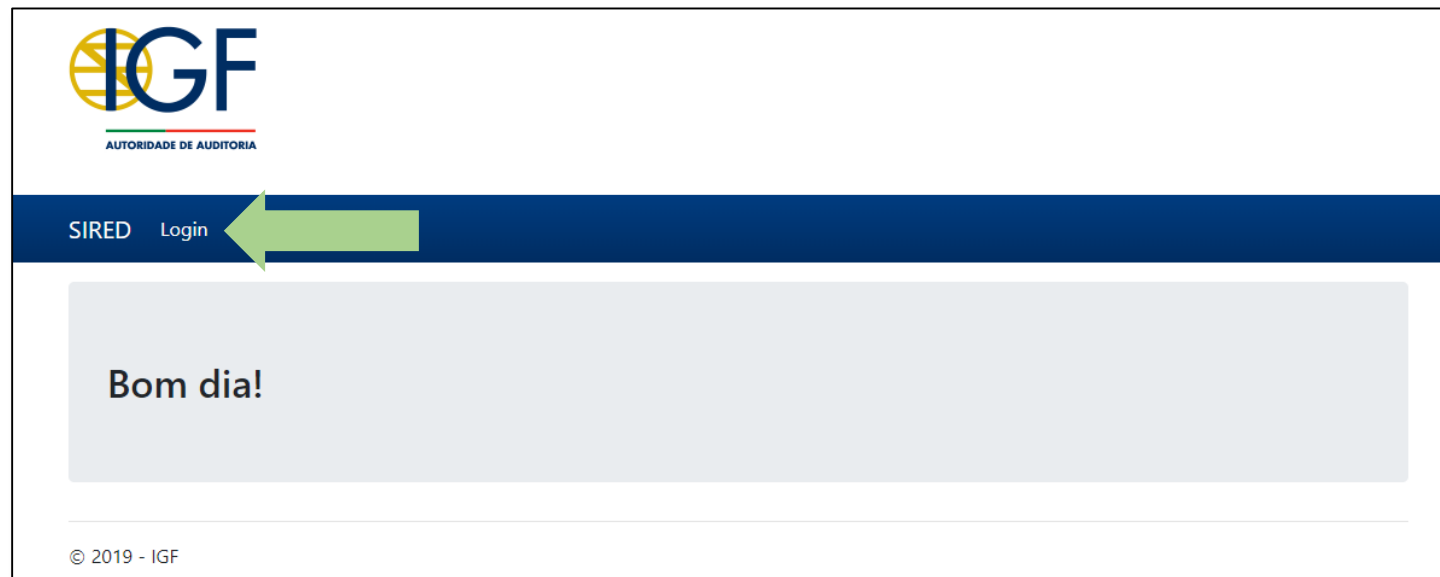 IGF
AUTORIDADE DE AUDITORIA
SIRED Login
Bom dia!
© 2019 - IGF